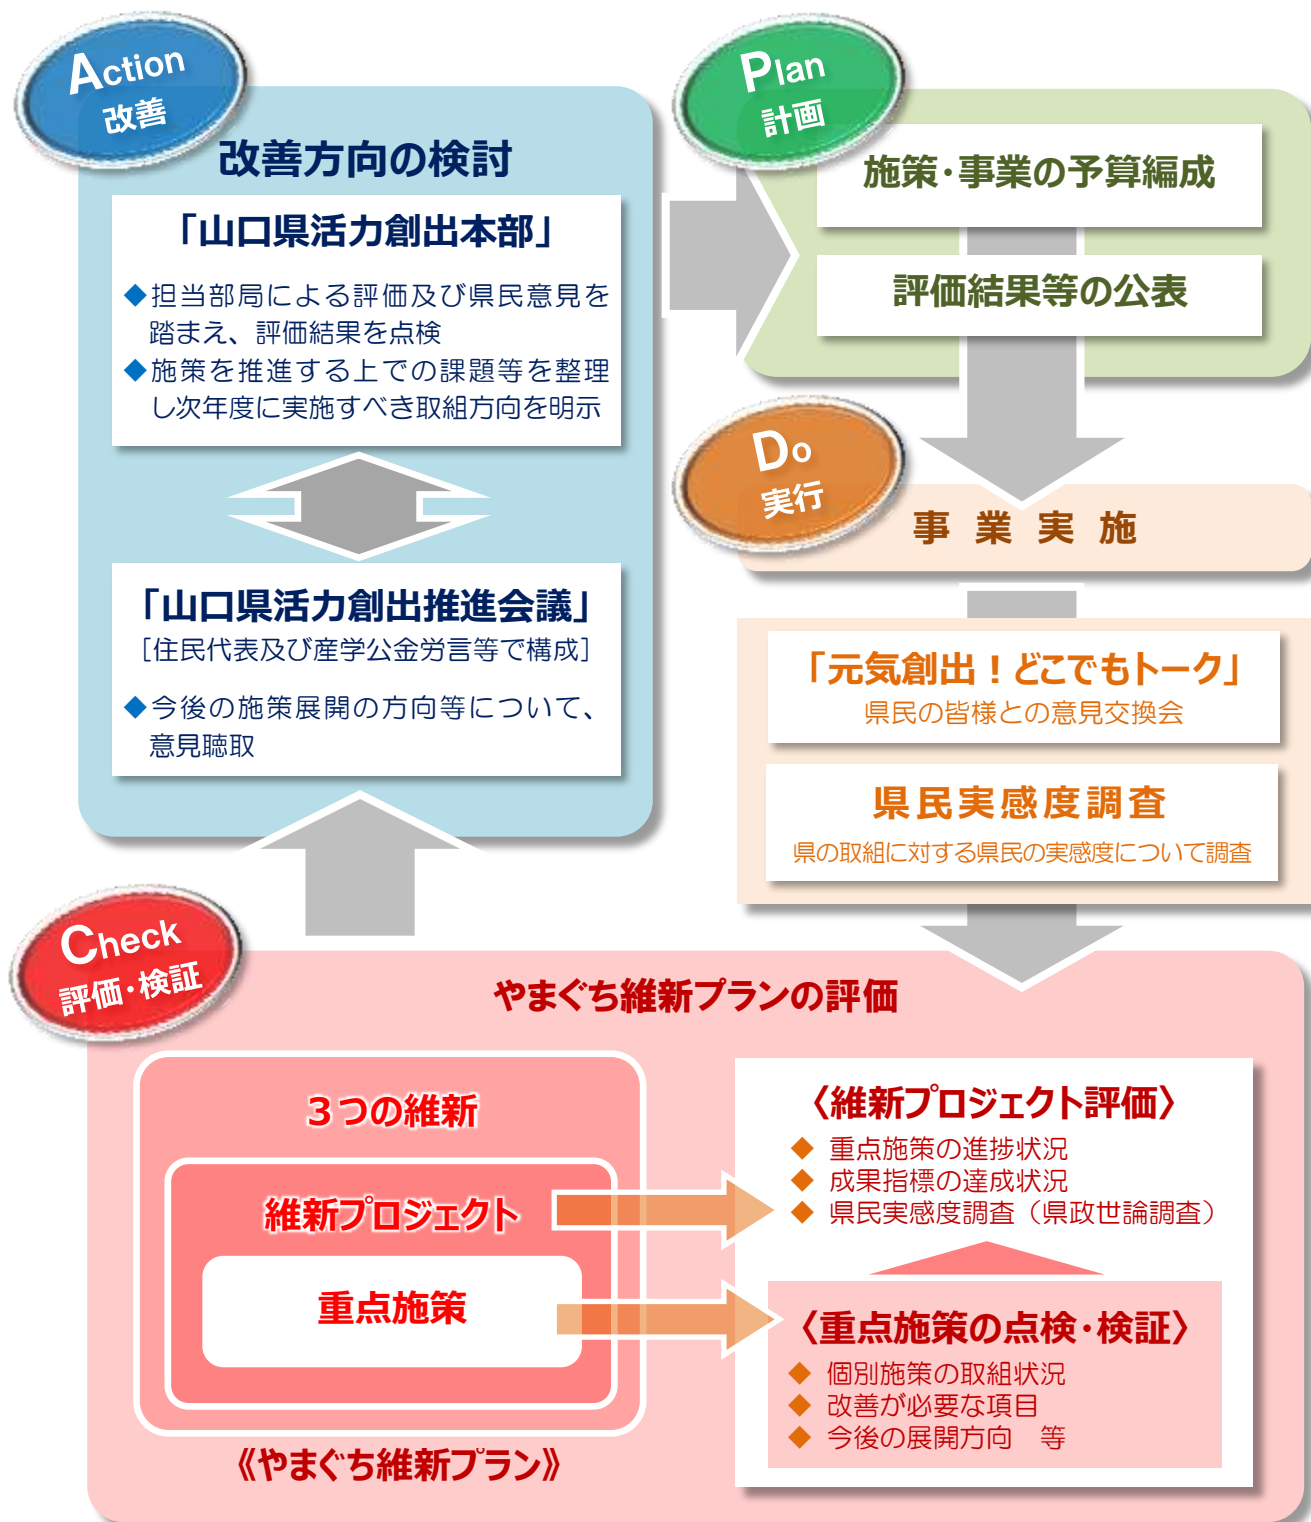 Action
改善
改善方向の検討
「山口県活力創出本部」
◆担当部局による評価及び県民意見を
踏まえ、評価結果を点検
◆施策を推進する上での課題等を整理
し次年度に実施すべき取組方向を明示
「山口県活力創出推進会議」
［住民代表及び産学公金労言等で構成］
◆今後の施策展開の方向等について、
意見聴取
Plan
計画
施策・事業の予算編成
評価結果等の公表
Do
実行
事業実施
「元気創出！どこでもトーク」
県民の皆様との意見交換会
県民実感度調査
県の取組に対する県民の実感度について調査
Check
評価・検証
やまぐち維新プランの評価
３つの維新
維新プロジェクト
重点施策
《やまぐち維新プラン》
〈維新プロジェクト評価〉
◆ 重点施策の進捗状況
◆ 成果指標の達成状況
◆ 県民実感度調査（県政世論調査）
〈重点施策の点検・検証〉
◆ 個別施策の取組状況
◆ 改善が必要な項目
◆ 今後の展開方向　等